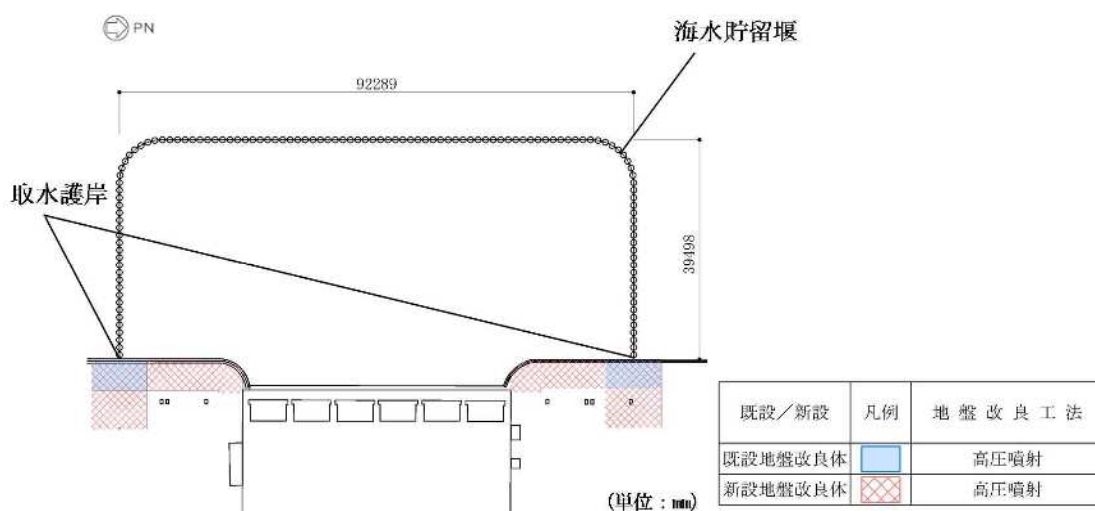 PN
海水貯留堰
92289
取水護岸
39498
既設／新設 凡例 地盤改良工法
既設地盤改良体 高圧噴射
新設地盤改良体 高圧噴射
(単位：mm)